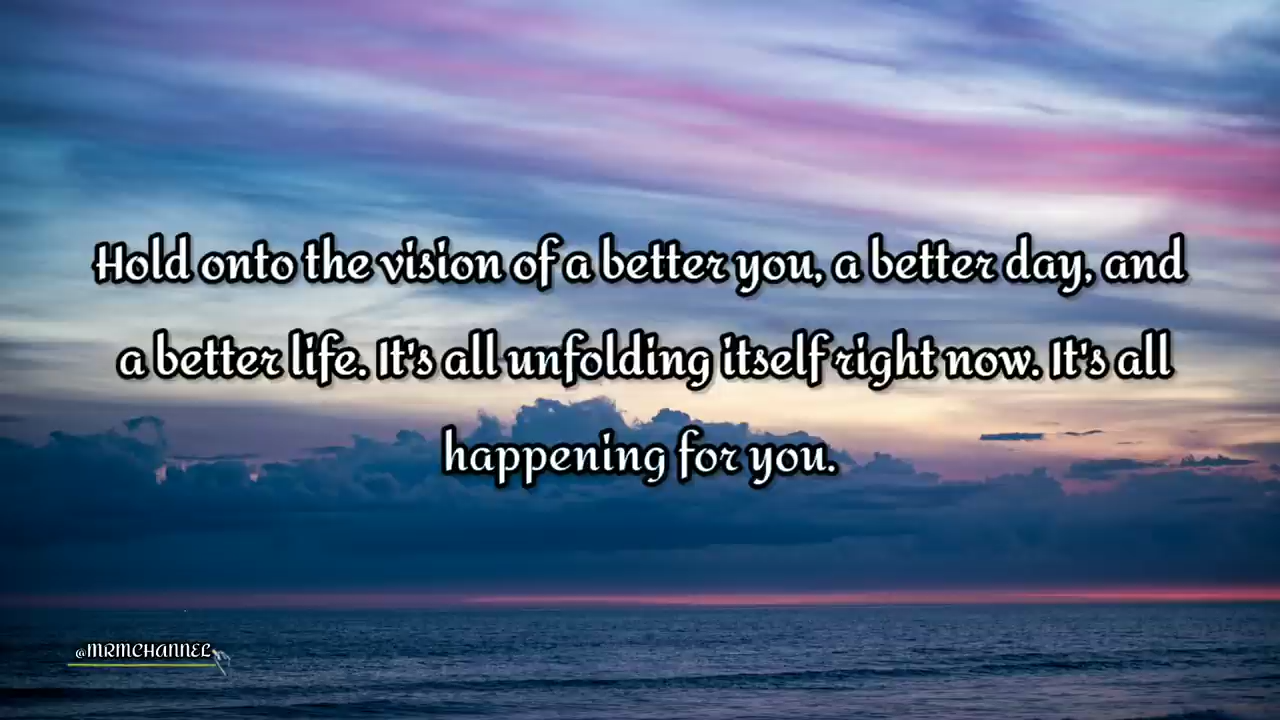 Hold onto the vision of a better you, a better day, and
a better life. It's all unfolding itself right now. It's all
happening for you.
@MRMCHANNEL